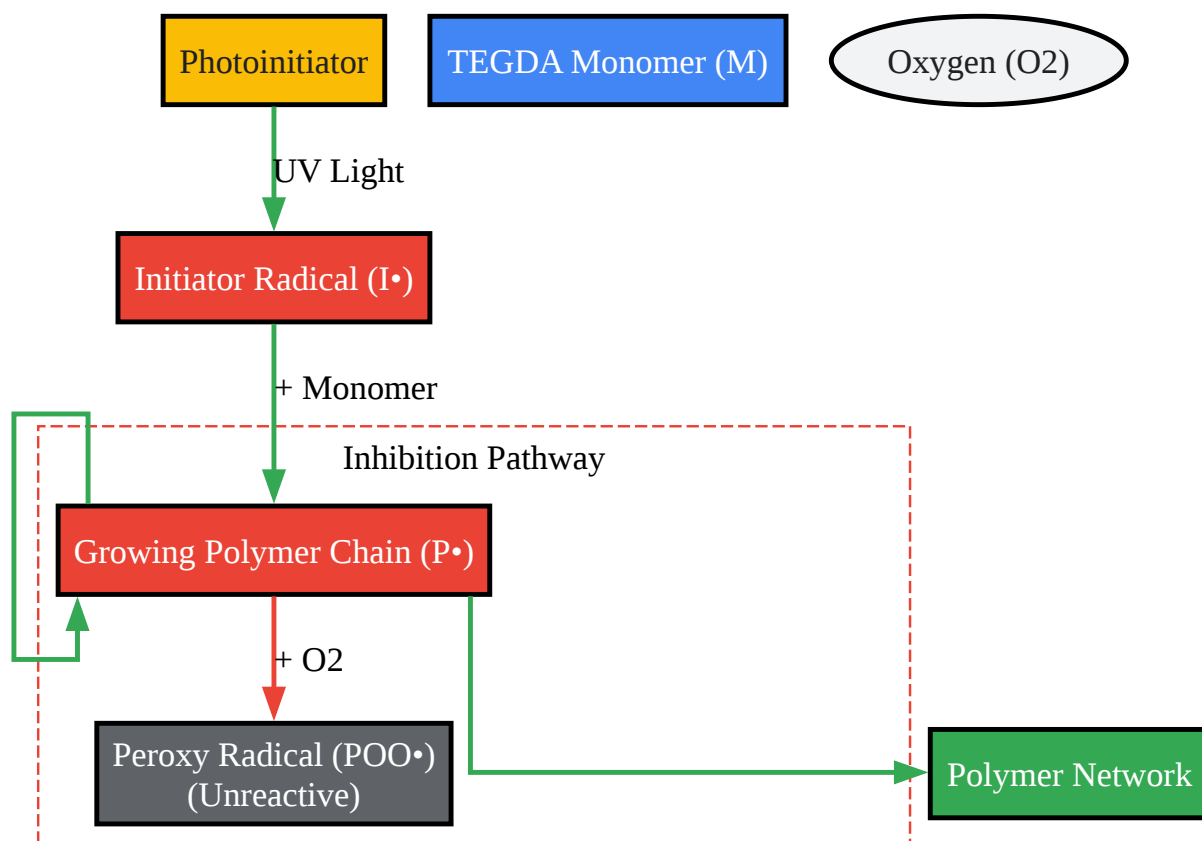 Photoinitiator
TEGDA Monomer (M)
Oxygen (O2)
UV Light
Initiator Radical (I•)
+ Monomer
Inhibition Pathway
Growing Polymer Chain (P•)
+ O2
Peroxy Radical (POO•)
(Unreactive)
Polymer Network